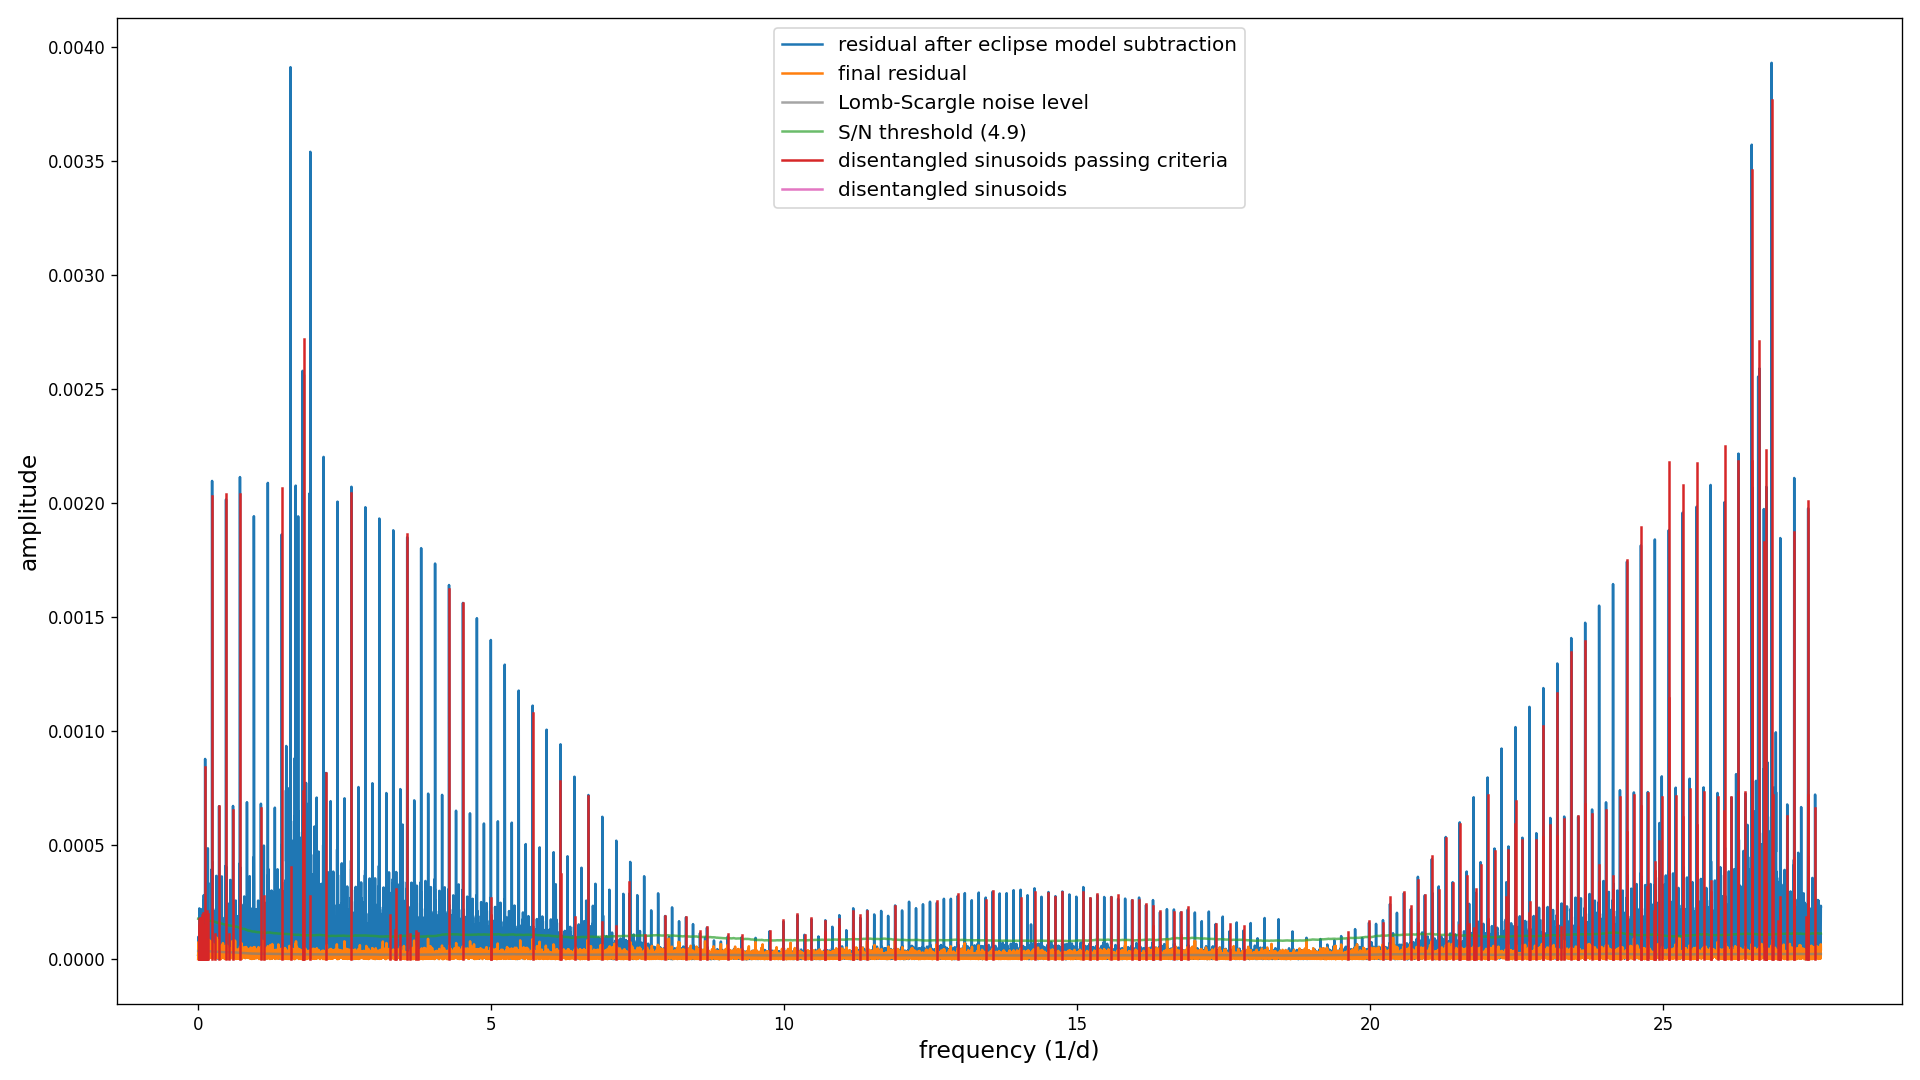 residual after eclipse model subtraction
final residual
Lomb-Scargle noise level
S/N threshold (4.9)
disentangled sinusoids passing criteria
disentangled sinusoids
amplitude
0.0040
0.0035
0.0030
0.0025
0.0020
0.0015
0.0010
0.0005
0.0000
0 5 10 15 20 25
frequency (1/d)